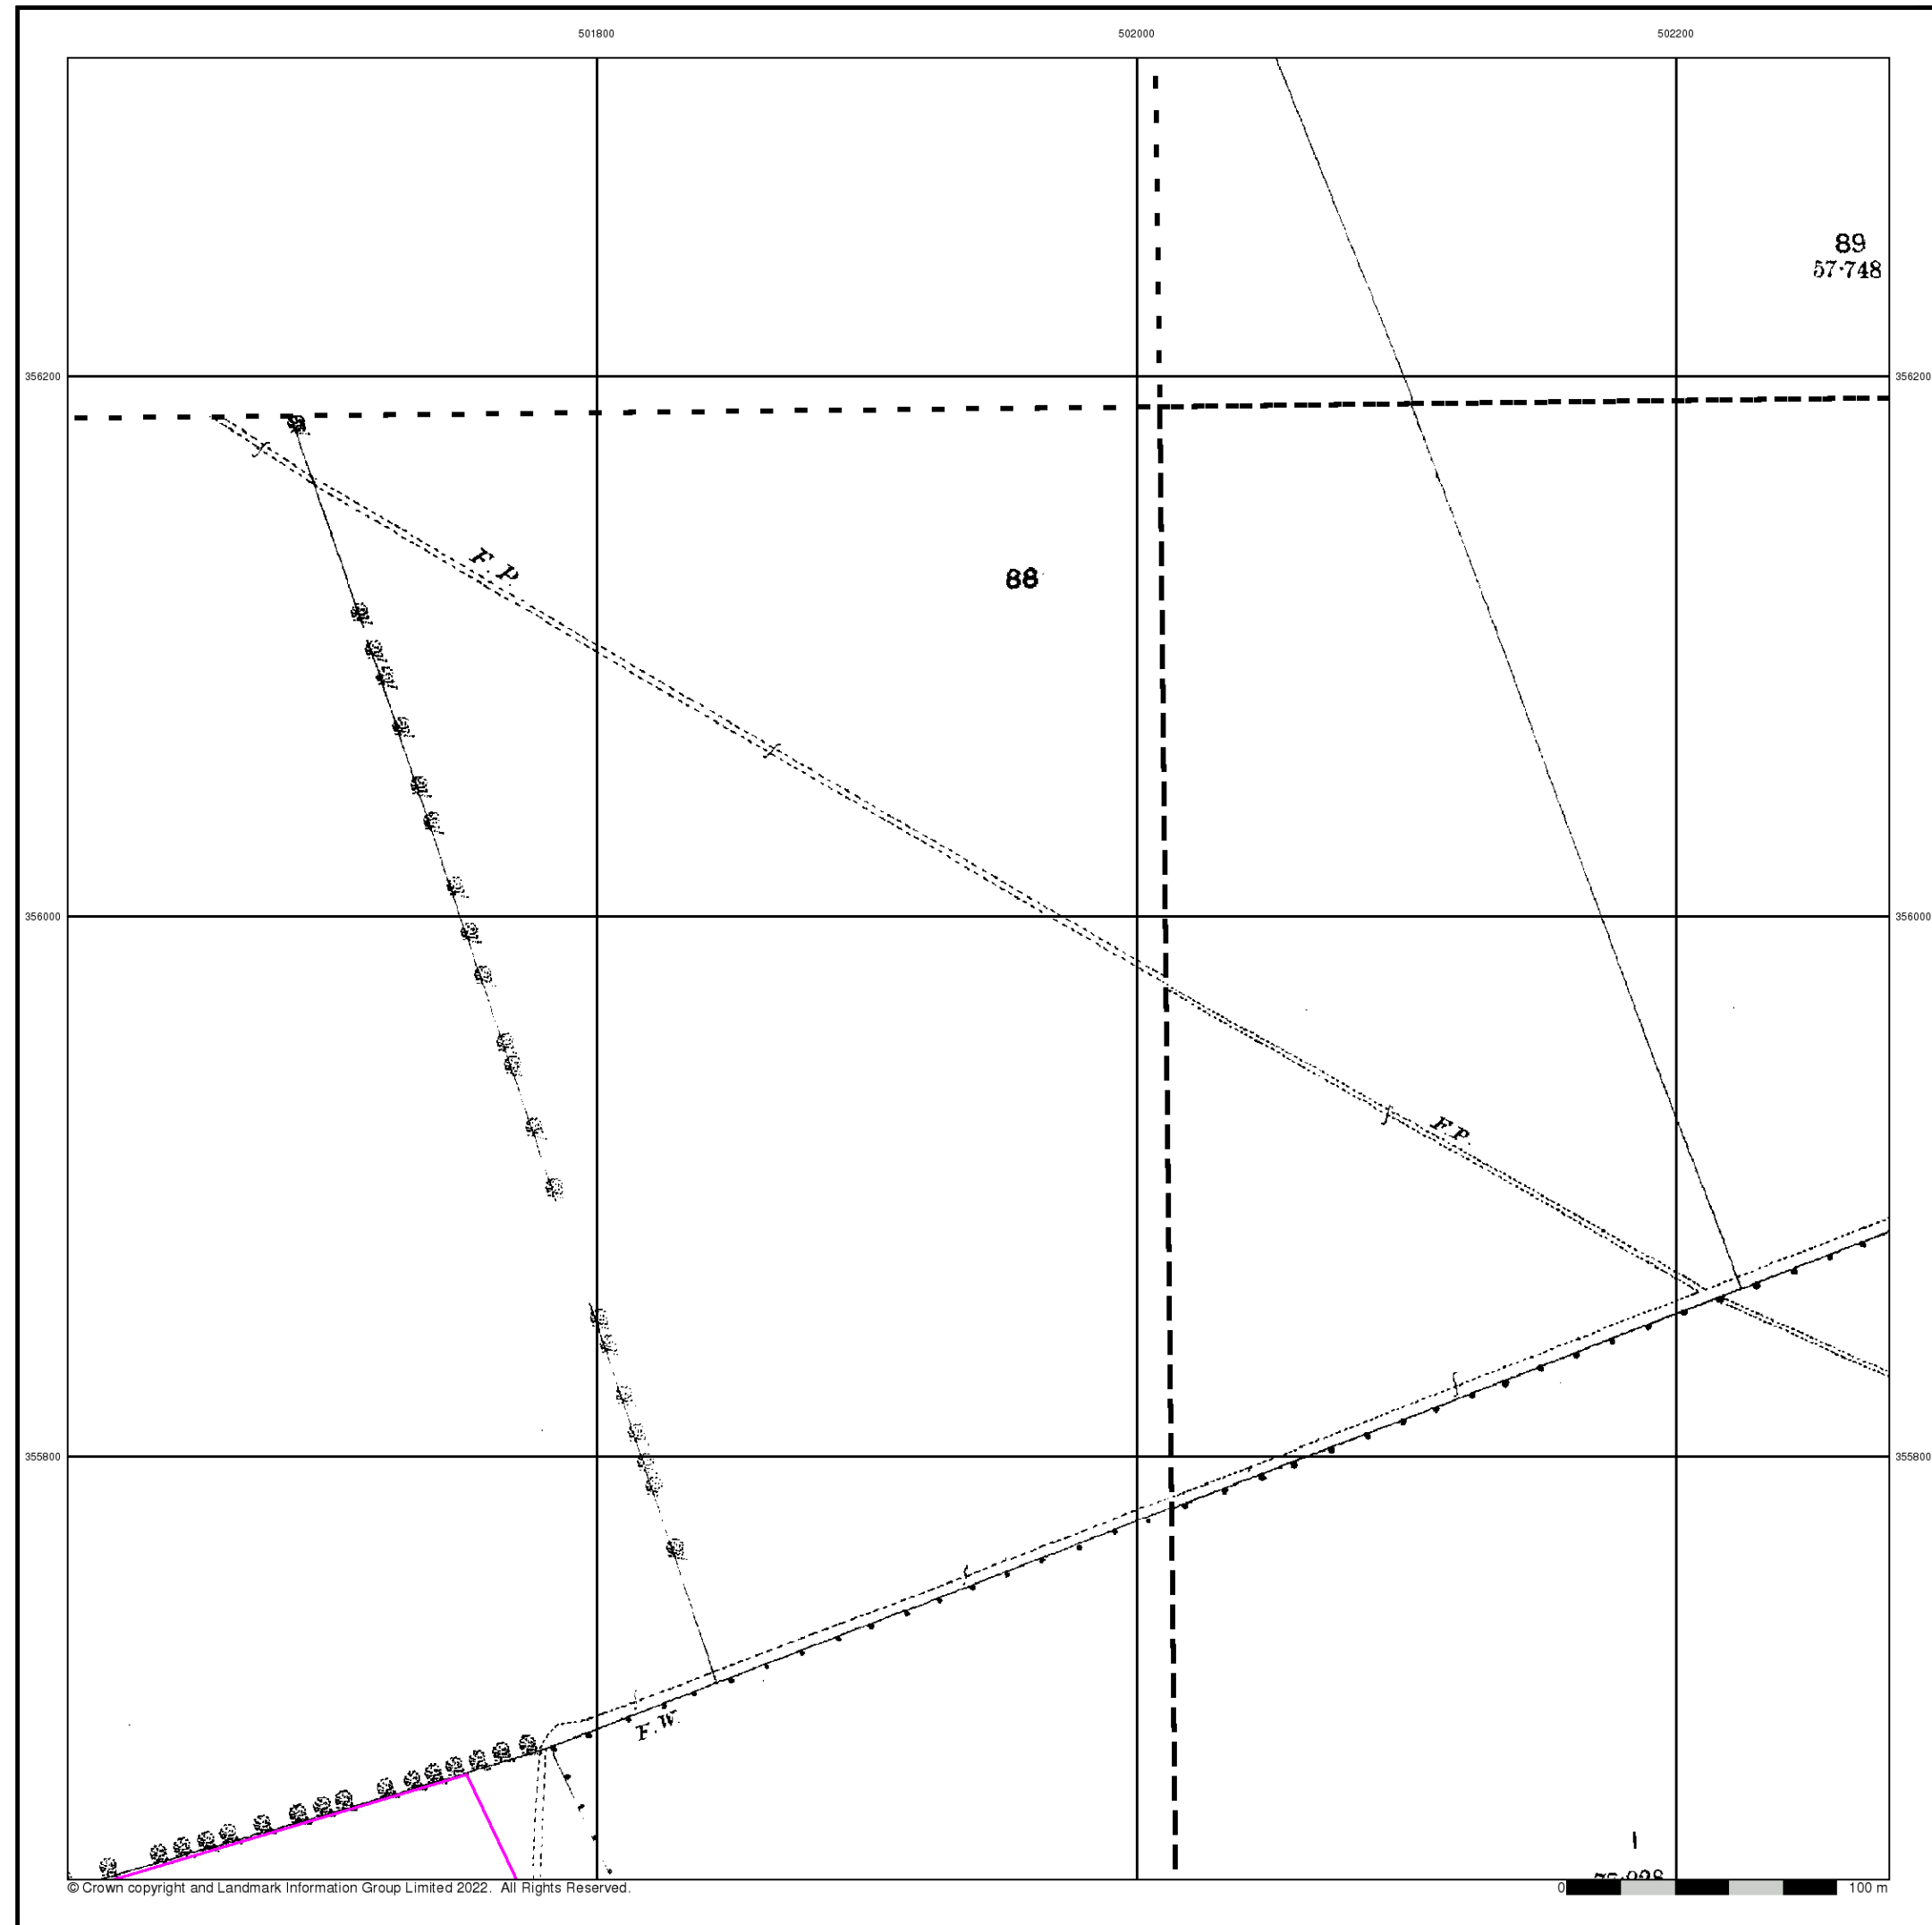 501800 502000 502200
89
57·748
356200 356200
F. P.
88
356000 356000
F.P.
355800 355800
F.W.
1
© Crown copyright and Landmark Information Group Limited 2022. All Rights Reserved. 0 100 m